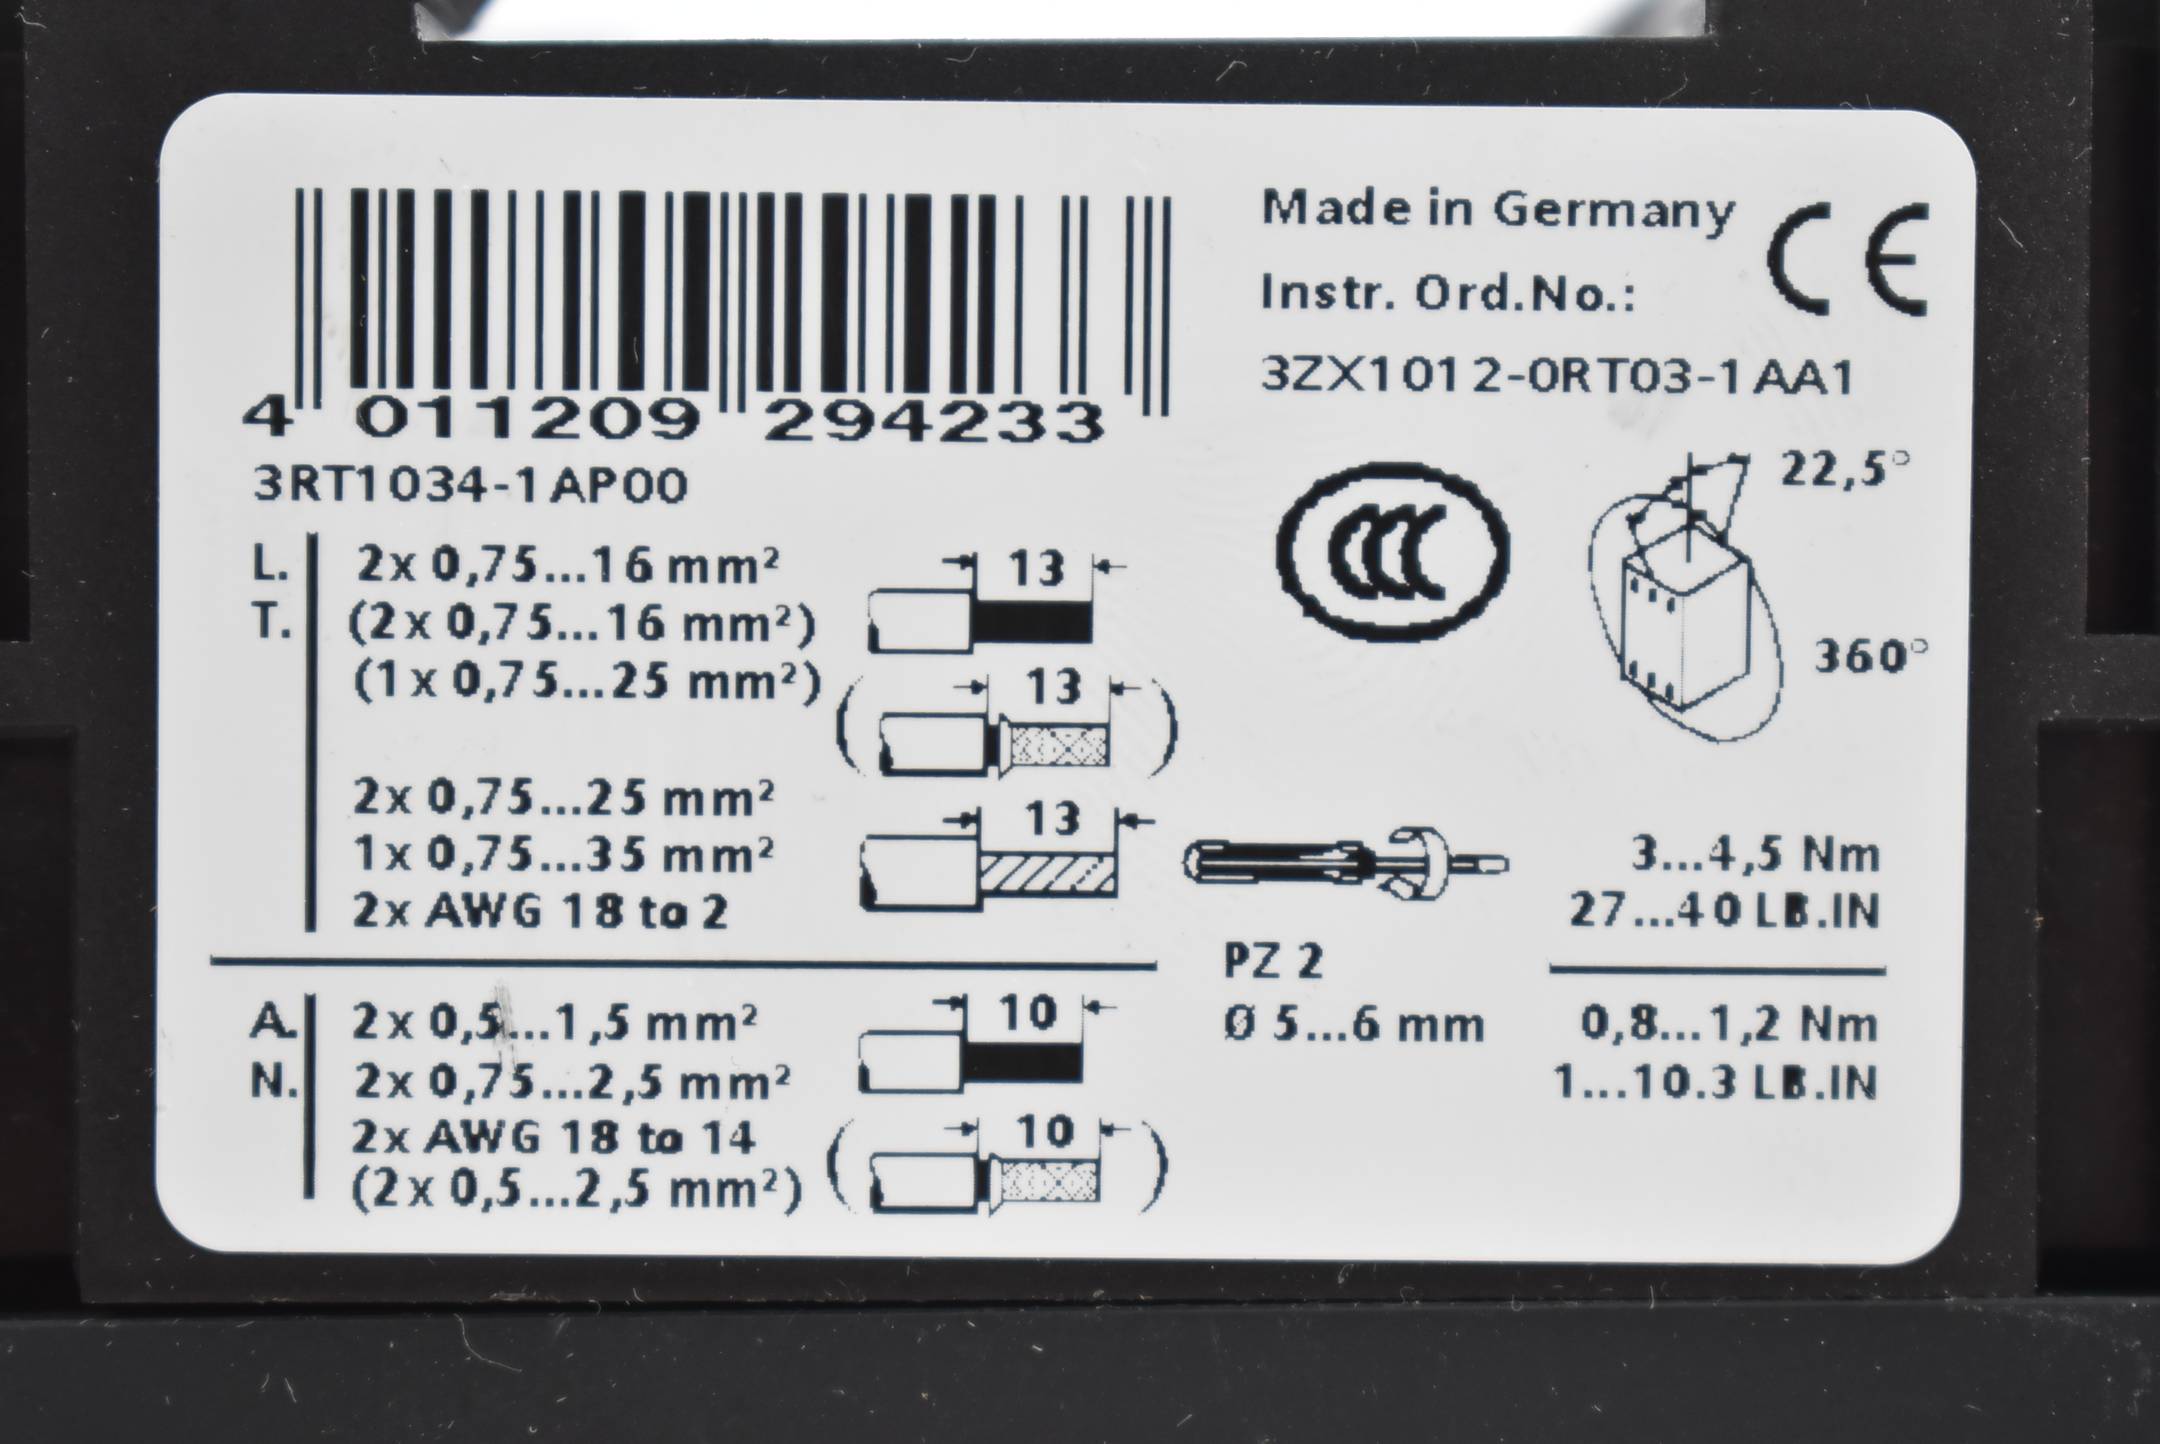 Made in Germany CE
Instr. Ord.No.:
3ZX1012-0RT03-1AA1
4 011209 294233
3RT1034-1AP00
CCC
22,5°
360°
L. 2x 0,75...16 mm² 13
T. (2x 0,75...16 mm²)
(1x 0,75...25 mm²) 13
2x 0,75...25 mm² 13
1x 0,75...35 mm²
2x AWG 18 to 2
3...4,5 Nm
27...40 LB.IN
PZ 2
Ø 5...6 mm
A. 2x 0,5...1,5 mm² 10
N. 2x 0,75...2,5 mm²
2x AWG 18 to 14 10
(2x 0,5...2,5 mm²)
0,8...1,2 Nm
1...10.3 LB.IN